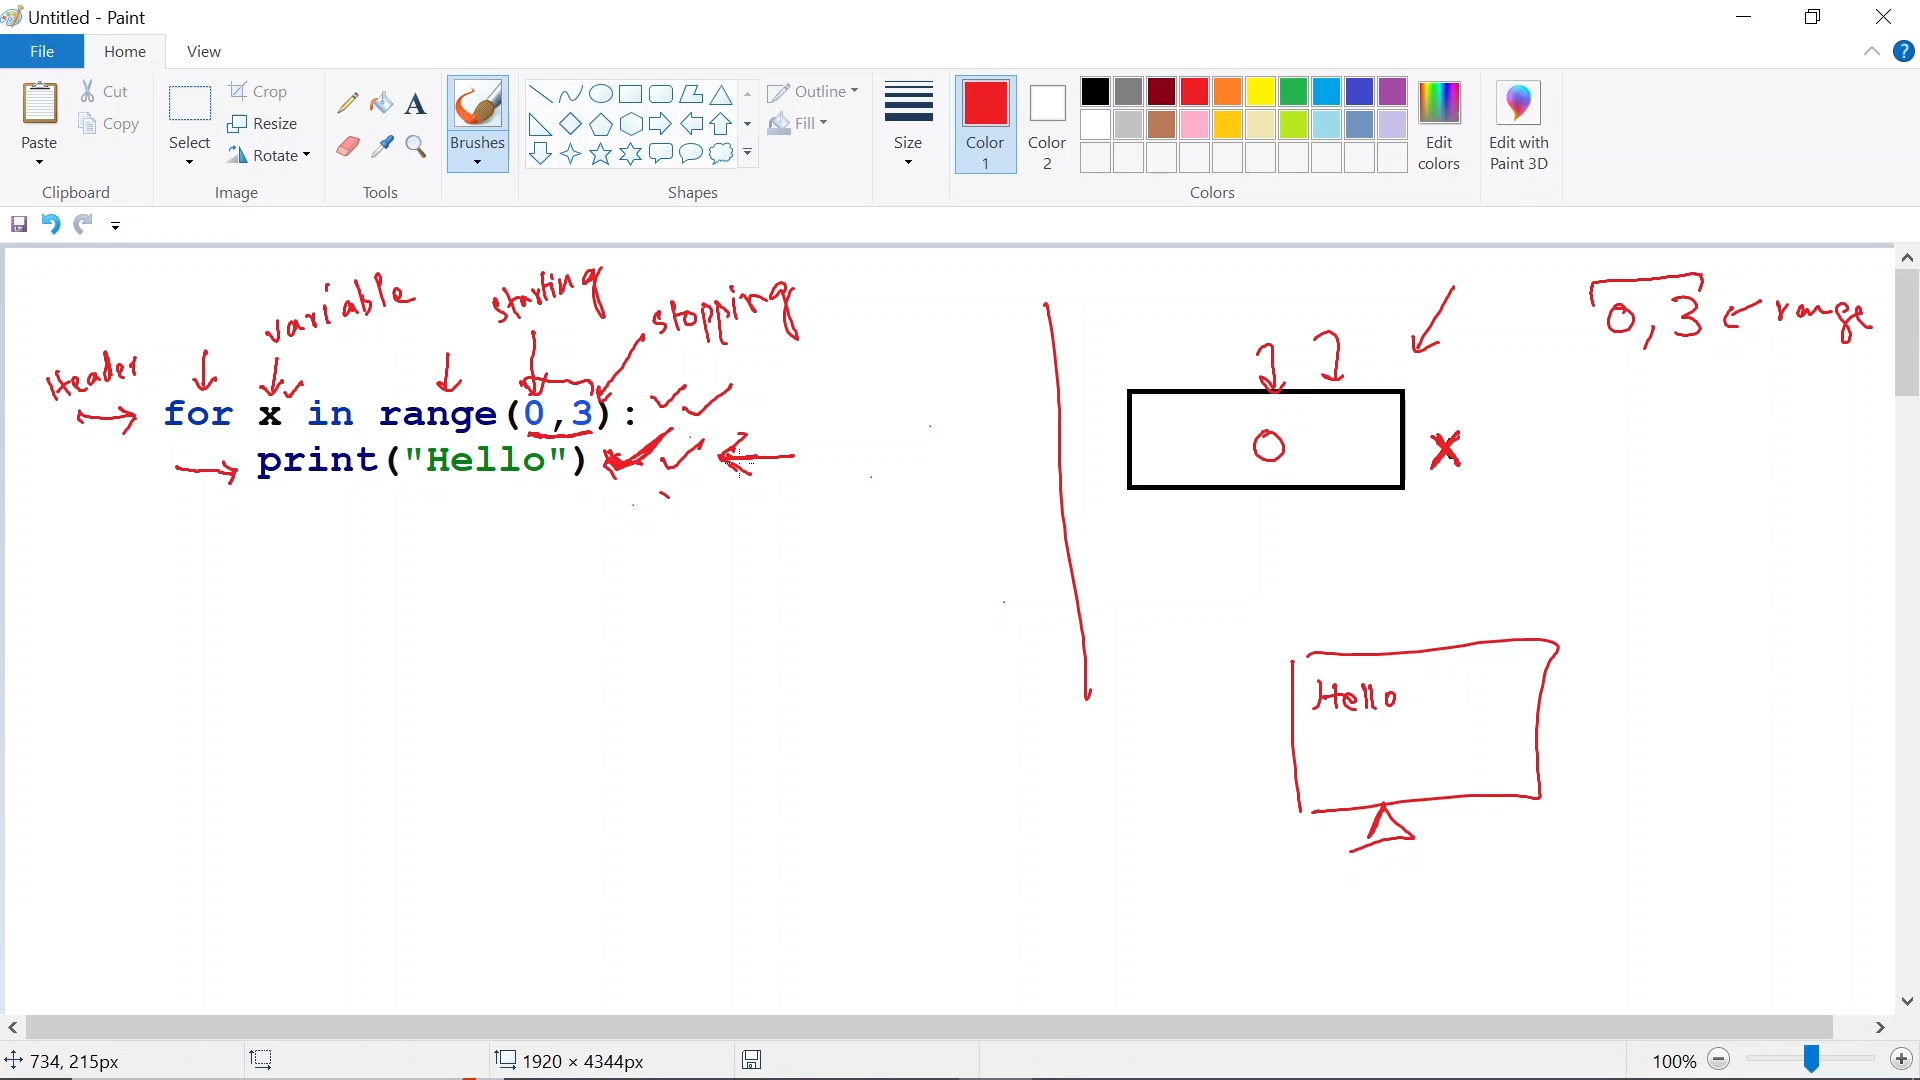 Untitled - Paint
File
Home
View
?
Paste
Cut
Copy
Clipboard
Select
Crop
Resize
Rotate
Image
A
Tools
Brushes
Shapes
Outline
Fill
Size
Color 1
Color 2
Colors
Edit colors
Edit with Paint 3D
Header
variable
starting
stopping
for x in range(0,3):
print("Hello")
0, 3
range
0
x
Hello
734, 215px
1920 × 4344px
100%